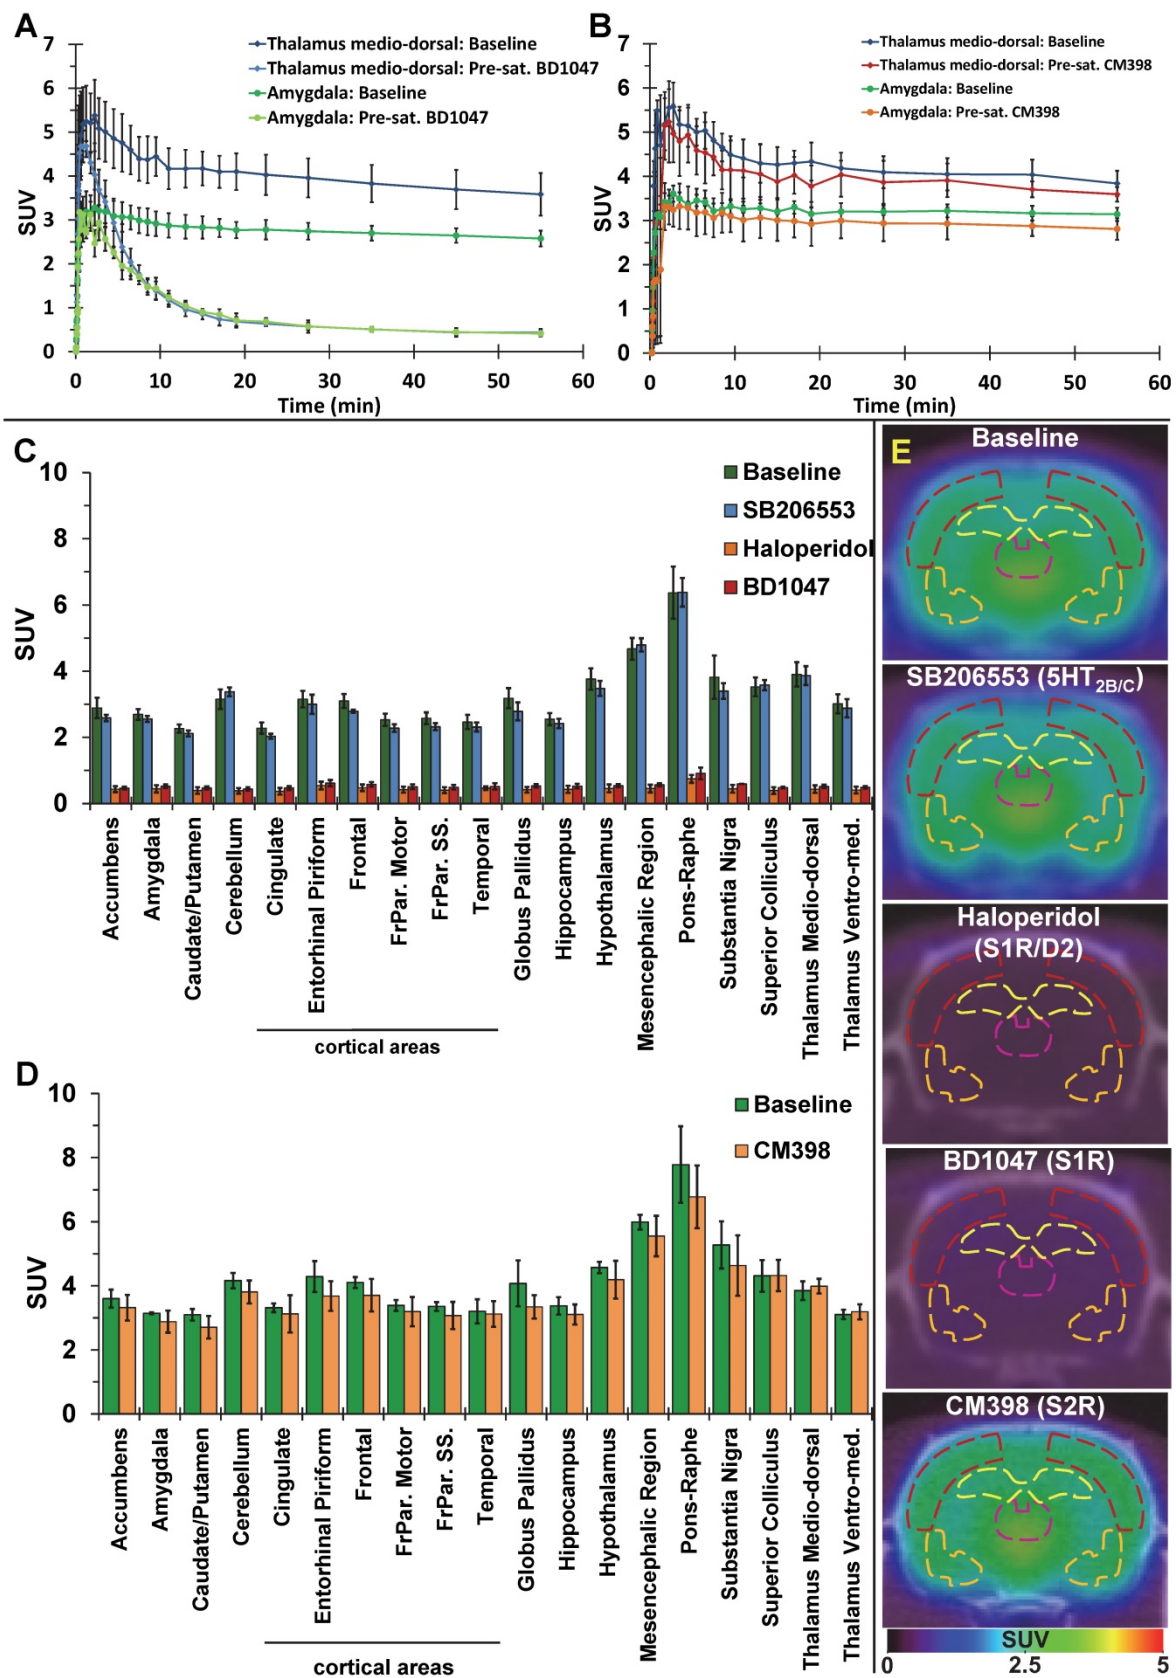 A
7
6
5
4
3
2
1
0
SUV
0 10 20 30 40 50 60
Time (min)
Thalamus medio-dorsal: Baseline
Thalamus medio-dorsal: Pre-sat. BD1047
Amygdala: Baseline
Amygdala: Pre-sat. BD1047
B
7
6
5
4
3
2
1
0
SUV
0 10 20 30 40 50 60
Time (min)
Thalamus medio-dorsal: Baseline
Thalamus medio-dorsal: Pre-sat. CM398
Amygdala: Baseline
Amygdala: Pre-sat. CM398
C
10
8
6
4
2
0
SUV
Baseline
SB206553
Haloperidol
BD1047
Accumbens
Amygdala
Caudate/Putamen
Cerebellum
Cingulate
Entorhinal Piriform
Frontal
FrPar. Motor
FrPar. SS.
Temporal
Globus Pallidus
Hippocampus
Hypothalamus
Mesencephalic Region
Pons-Raphe
Substantia Nigra
Superior Colliculus
Thalamus Medio-dorsal
Thalamus Ventro-med.
cortical areas
D
10
8
6
4
2
0
SUV
Baseline
CM398
Accumbens
Amygdala
Caudate/Putamen
Cerebellum
Cingulate
Entorhinal Piriform
Frontal
FrPar. Motor
FrPar. SS.
Temporal
Globus Pallidus
Hippocampus
Hypothalamus
Mesencephalic Region
Pons-Raphe
Substantia Nigra
Superior Colliculus
Thalamus Medio-dorsal
Thalamus Ventro-med.
cortical areas
E
Baseline
SB206553 (5HT2B/C)
Haloperidol
(S1R/D2)
BD1047 (S1R)
CM398 (S2R)
SUV
0 2.5 5